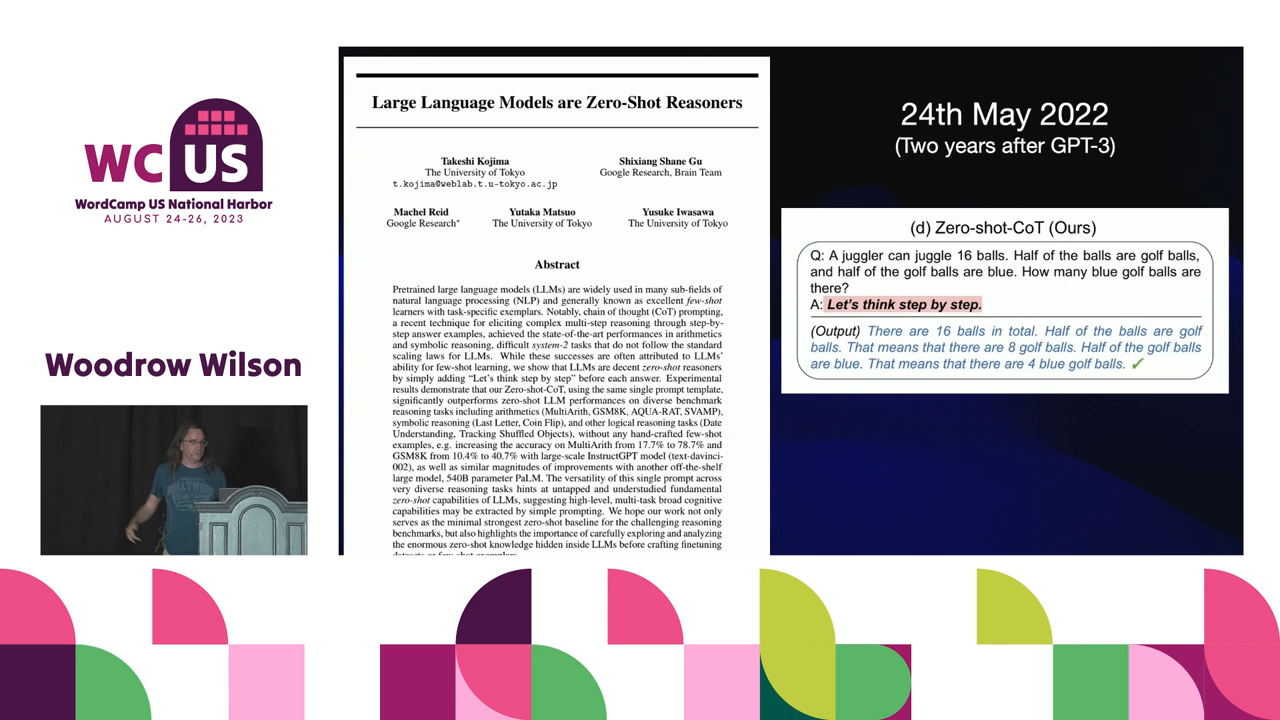 WC US
WordCamp US National Harbor
AUGUST 24-26, 2023
Woodrow Wilson
Large Language Models are Zero-Shot Reasoners
Takeshi Kojima
The University of Tokyo
t.kojima@weblab.t.u-tokyo.ac.jp
Shixiang Shane Gu
Google Research, Brain Team
Machel Reid
Google Research*
Yutaka Matsuo
The University of Tokyo
Yusuke Iwasawa
The University of Tokyo
Abstract
Pretrained large language models (LLMs) are widely used in many sub-fields of
natural language processing (NLP) and generally known as excellent few-shot
learners with task-specific exemplars. Notably, chain of thought (CoT) prompting,
a recent technique for eliciting complex multi-step reasoning through step-by-
step answer examples, achieved the state-of-the-art performances in arithmetics
and symbolic reasoning, difficult system-2 tasks that do not follow the standard
scaling laws for LLMs. While these successes are often attributed to LLMs'
ability for few-shot learning, we show that LLMs are decent zero-shot reasoners
by simply adding "Let's think step by step" before each answer. Experimental
results demonstrate that our Zero-shot-CoT, using the same single prompt template,
significantly outperforms zero-shot LLM performances on diverse benchmark
reasoning tasks including arithmetics (MultiArith, GSM8K, AQUA-RAT, SVAMP),
symbolic reasoning (Last Letter, Coin Flip), and other logical reasoning tasks (Date
Understanding, Tracking Shuffled Objects), without any hand-crafted few-shot
examples, e.g. increasing the accuracy on MultiArith from 17.7% to 78.7% and
GSM8K from 10.4% to 40.7% with large-scale InstructGPT model (text-davinci-
002), as well as similar magnitudes of improvements with another off-the-shelf
large model, 540B parameter PaLM. The versatility of this single prompt across
very diverse reasoning tasks hints at untapped and understudied fundamental
zero-shot capabilities of LLMs, suggesting high-level, multi-task broad cognitive
capabilities may be extracted by simple prompting. We hope our work not only
serves as the minimal strongest zero-shot baseline for the challenging reasoning
benchmarks, but also highlights the importance of carefully exploring and analyzing
the enormous zero-shot knowledge hidden inside LLMs before crafting finetuning
24th May 2022
(Two years after GPT-3)
(d) Zero-shot-CoT (Ours)
Q: A juggler can juggle 16 balls. Half of the balls are golf balls,
and half of the golf balls are blue. How many blue golf balls are
there?
A: Let's think step by step.
(Output) There are 16 balls in total. Half of the balls are golf
balls. That means that there are 8 golf balls. Half of the golf balls
are blue. That means that there are 4 blue golf balls. ✓